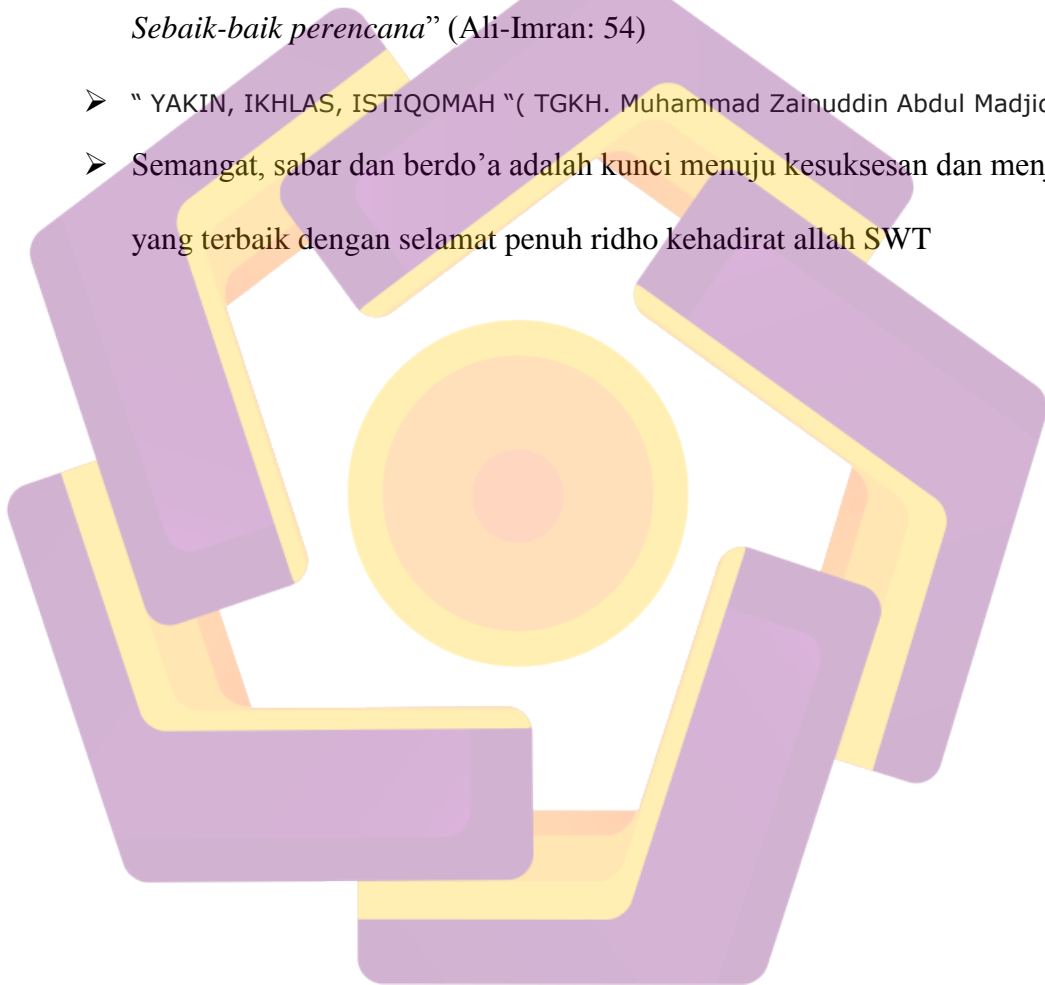 Sebaik-baik perencana” (Ali-Imran: 54)
➢ “ YAKIN, IKHLAS, ISTIQOMAH “( TGKH. Muhammad Zainuddin Abdul Madjid
➢ Semangat, sabar dan berdo’a adalah kunci menuju kesuksesan dan
yang terbaik dengan selamat penuh ridho kehadirat allah SWT